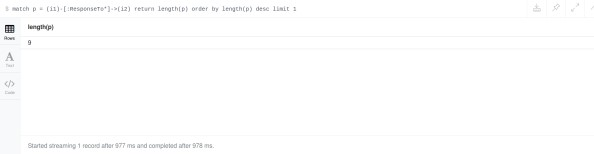 $ match p = (i1)-[:ResponseTo*]->(i2) return length(p) order by length(p) desc limit 1
length(p)
Rows
9
Text
Code
Started streaming 1 record after 977 ms and completed after 978 ms.